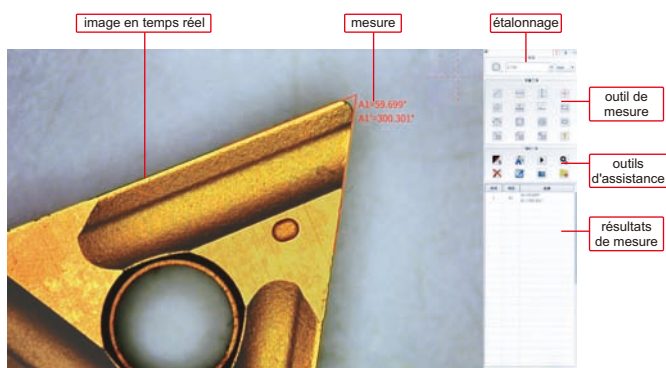 image en temps réel
mesure
étalonnage
A1=59.699°
A1'=300.301°
outil de
mesure
outils
d'assistance
résultats
de mesure